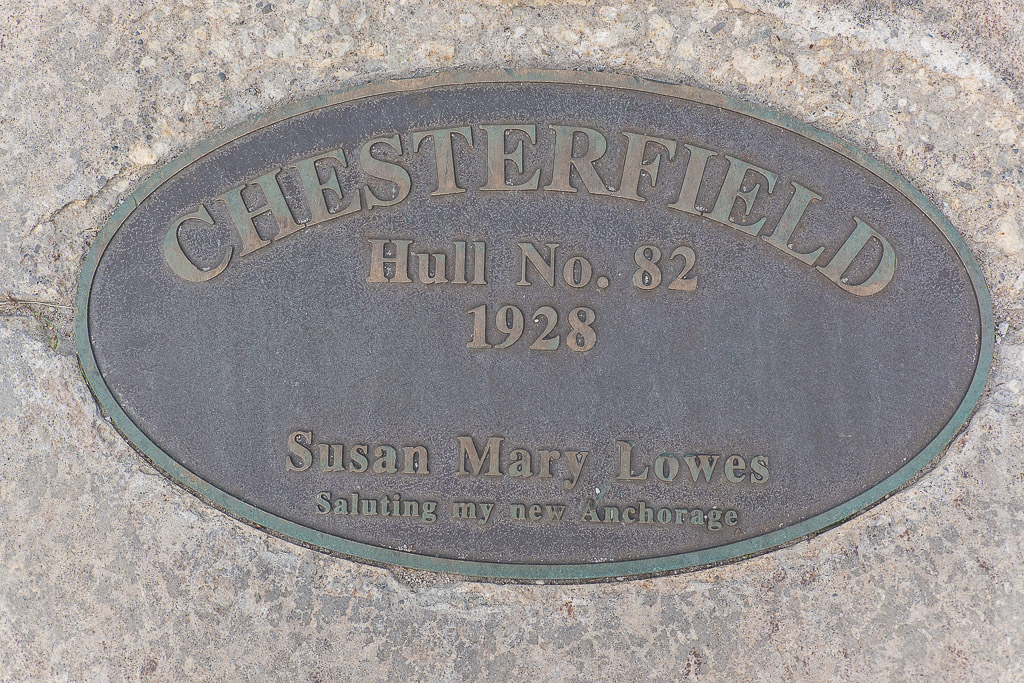 CHESTERFIELD
Hull No. 82
1928
Susan Mary Lowes
Saluting my new Anchorage